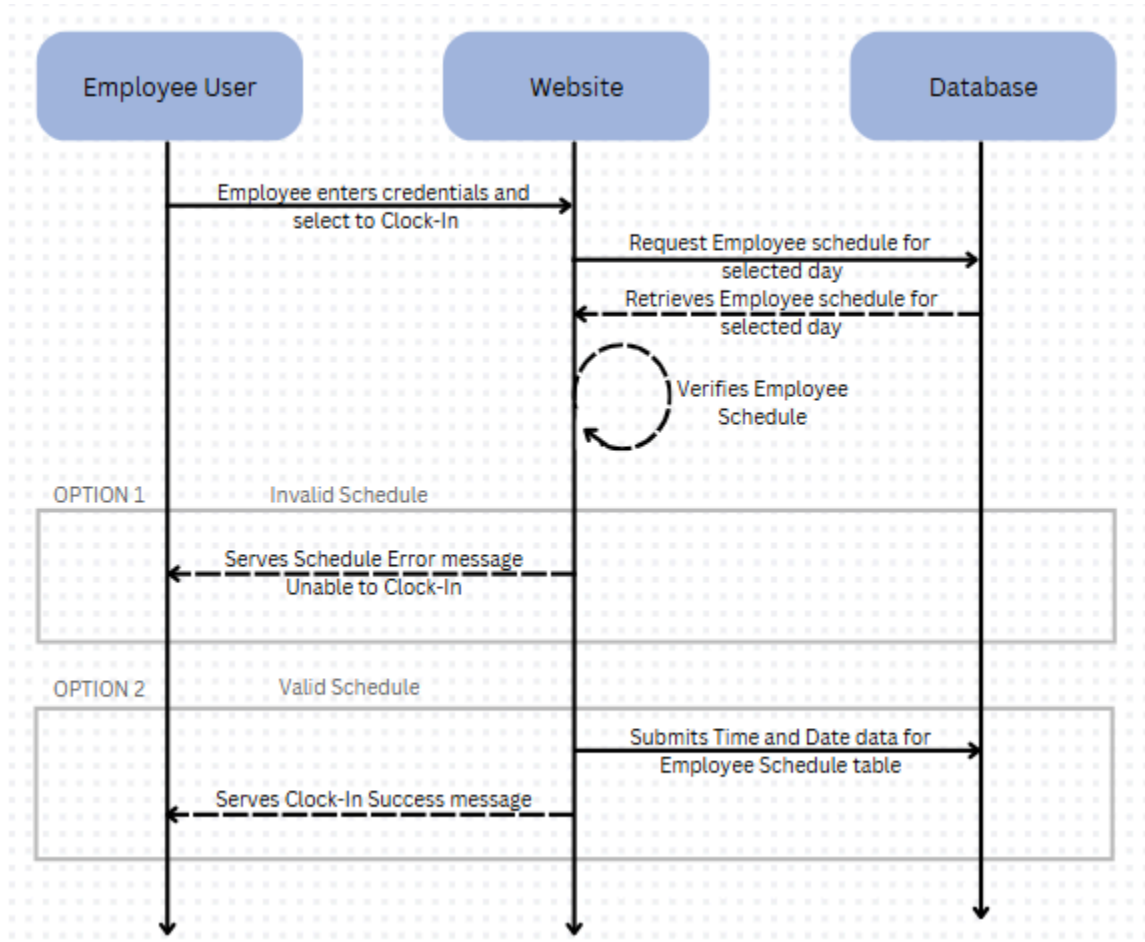 Employee User
Website
Database
Employee enters credentials and
select to Clock-In
Request Employee schedule for
selected day
Retrieves Employee schedule for
selected day
Verifies Employee
Schedule
OPTION 1
Invalid Schedule
Serves Schedule Error message
Unable to Clock-In
OPTION 2
Valid Schedule
Submits Time and Date data for
Employee Schedule table
Serves Clock-In Success message